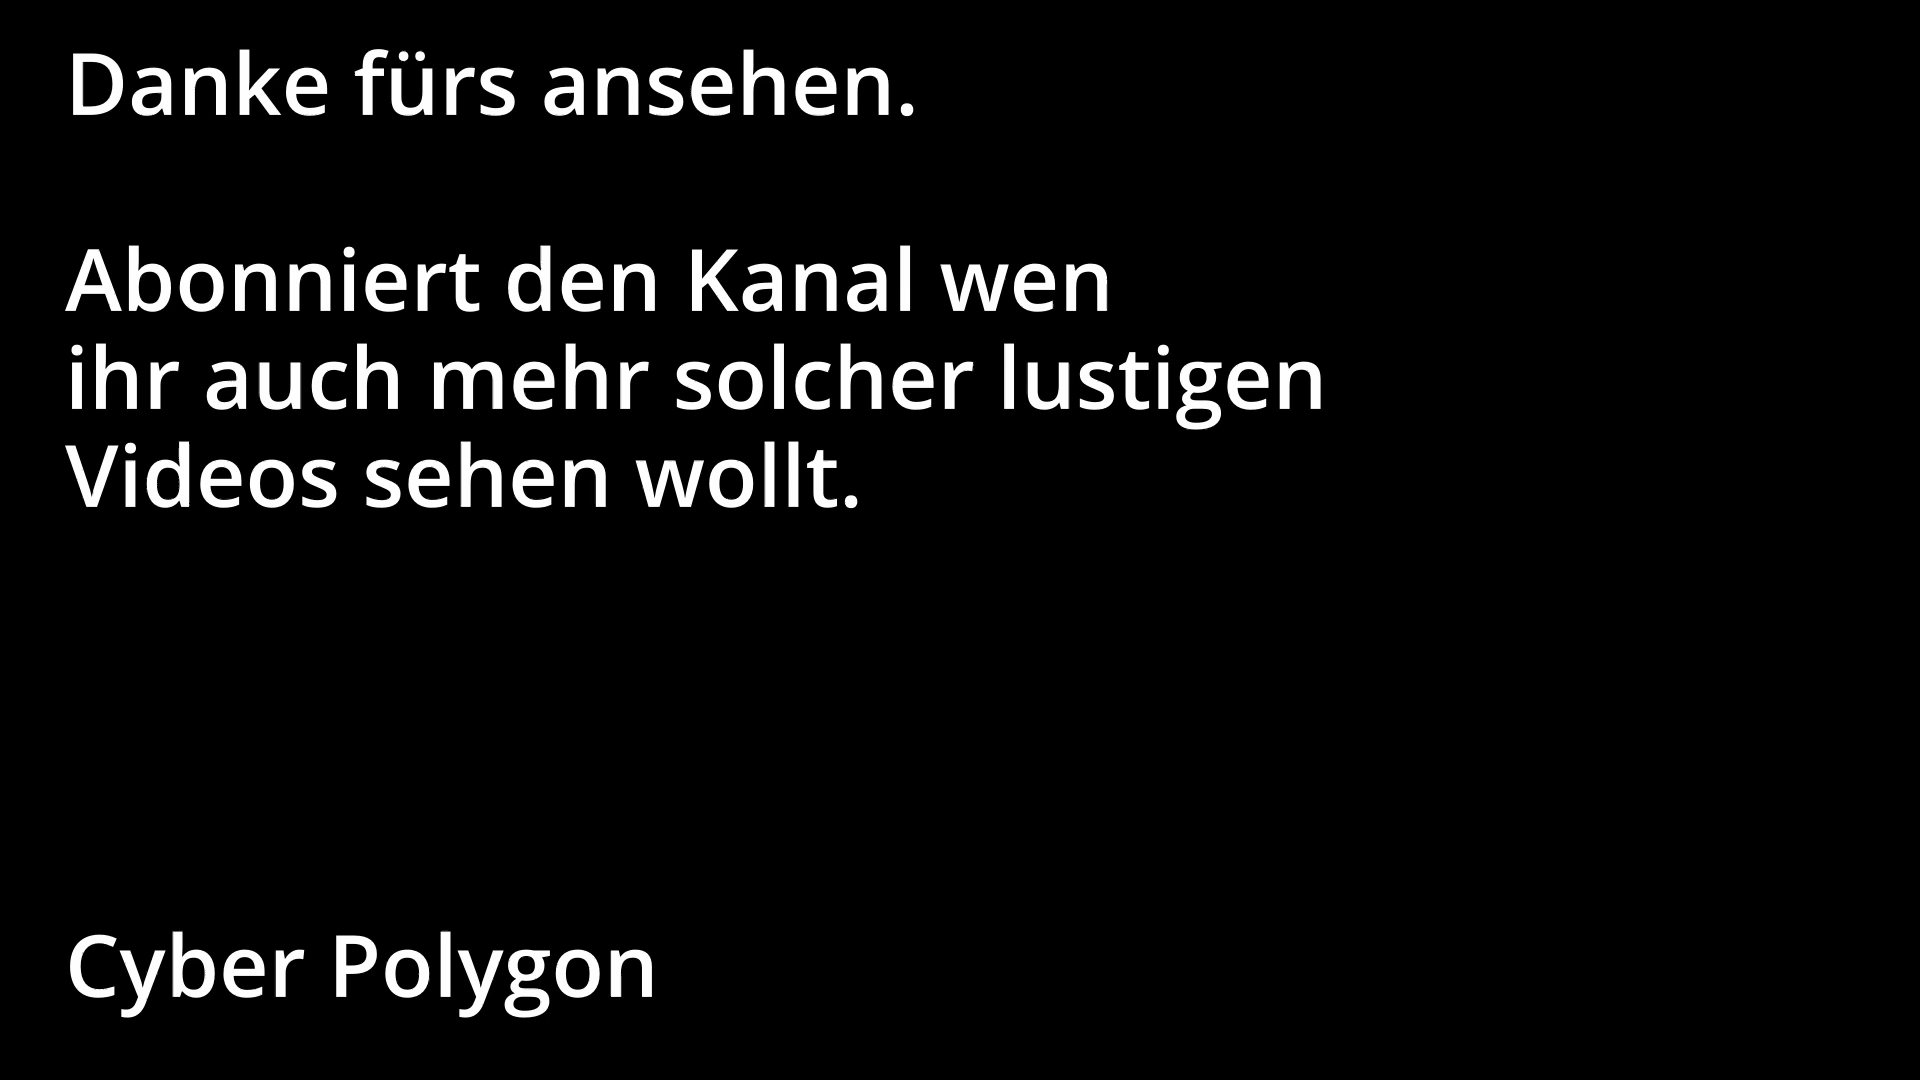 Danke fürs ansehen.
Abonniert den Kanal wen
ihr auch mehr solcher lustigen
Videos sehen wollt.
Cyber Polygon